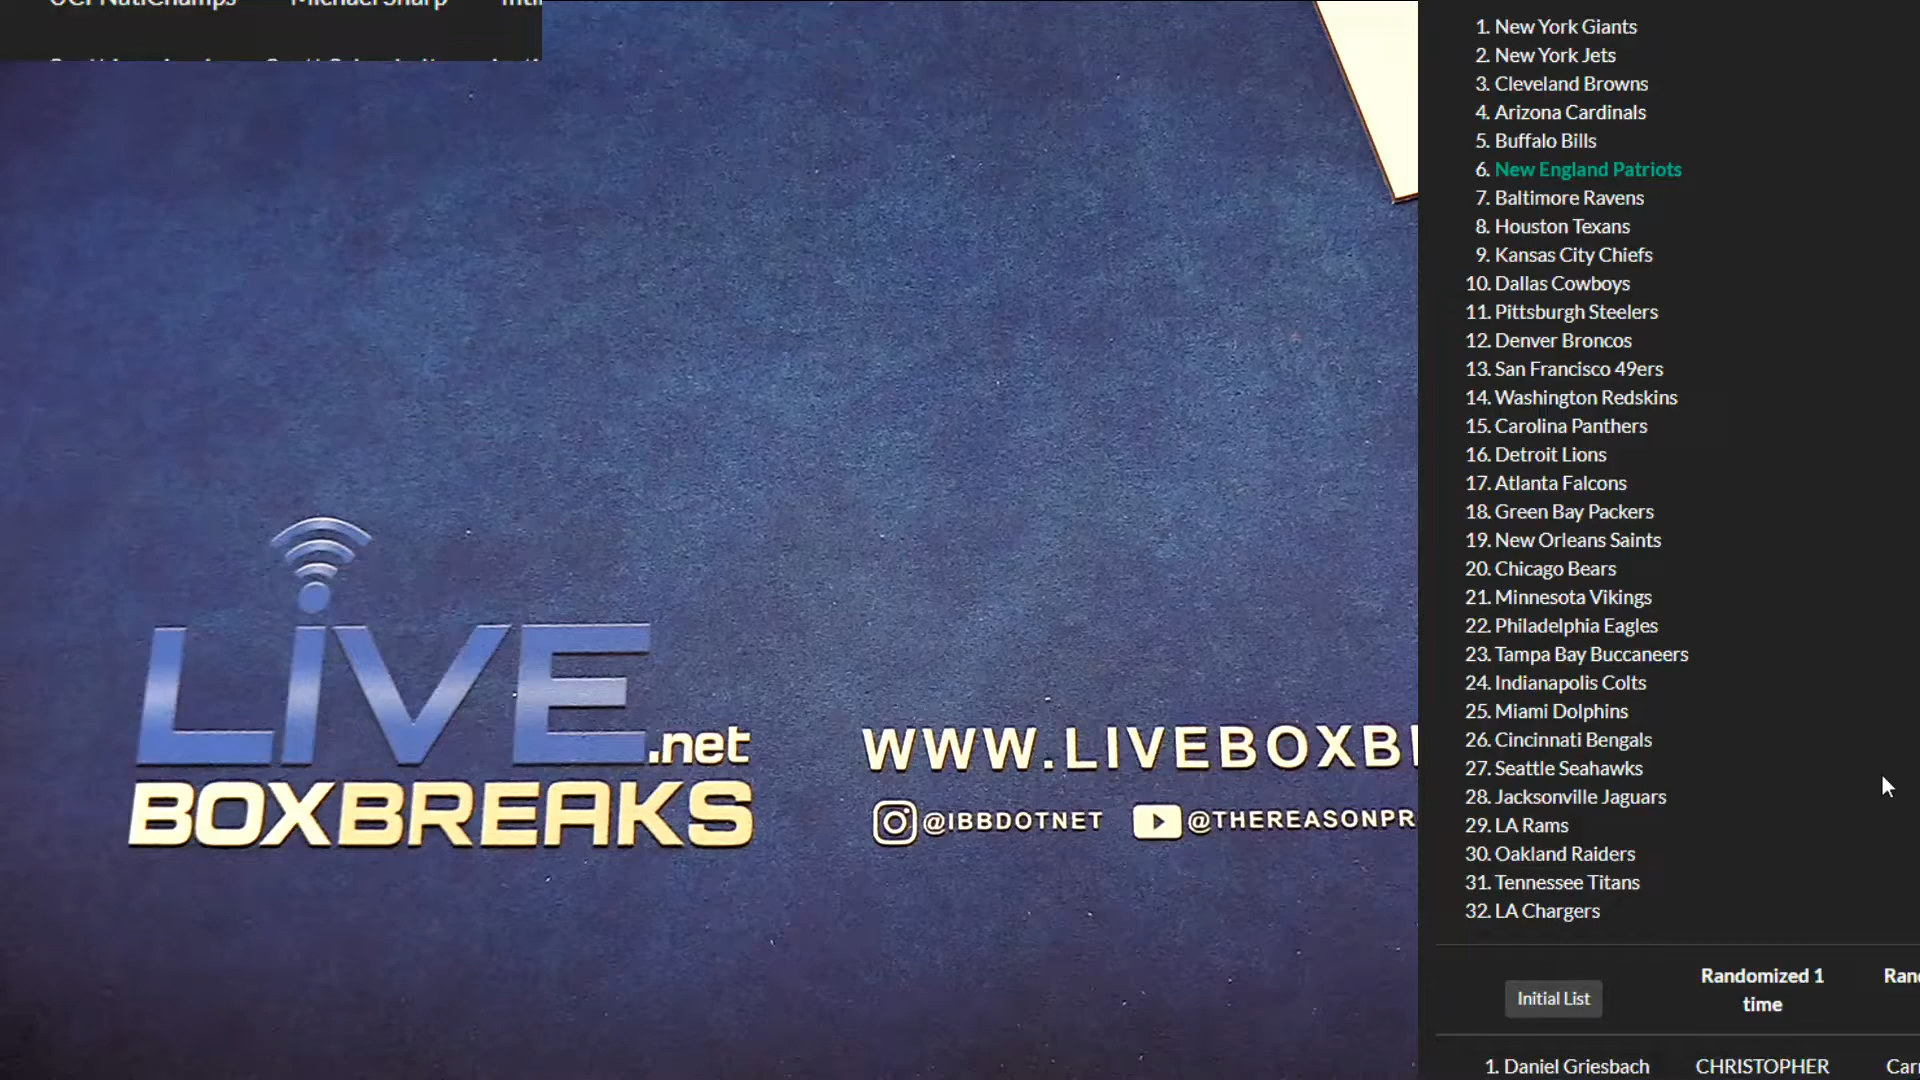 Michael Sharp
1. New York Giants
2. New York Jets
3. Cleveland Browns
4. Arizona Cardinals
5. Buffalo Bills
6. New England Patriots
7. Baltimore Ravens
8. Houston Texans
9. Kansas City Chiefs
10. Dallas Cowboys
11. Pittsburgh Steelers
12. Denver Broncos
13. San Francisco 49ers
14. Washington Redskins
15. Carolina Panthers
16. Detroit Lions
17. Atlanta Falcons
18. Green Bay Packers
19. New Orleans Saints
20. Chicago Bears
21. Minnesota Vikings
22. Philadelphia Eagles
23. Tampa Bay Buccaneers
24. Indianapolis Colts
25. Miami Dolphins
26. Cincinnati Bengals
27. Seattle Seahawks
28. Jacksonville Jaguars
29. LA Rams
30. Oakland Raiders
31. Tennessee Titans
32. LA Chargers
Initial List
Randomized 1
time
1. Daniel Griesbach
CHRISTOPHER
LiVE.net
BOXBREAKS
WWW.LIVEBOXB
@IBBDOTNET
@THEREASONPR